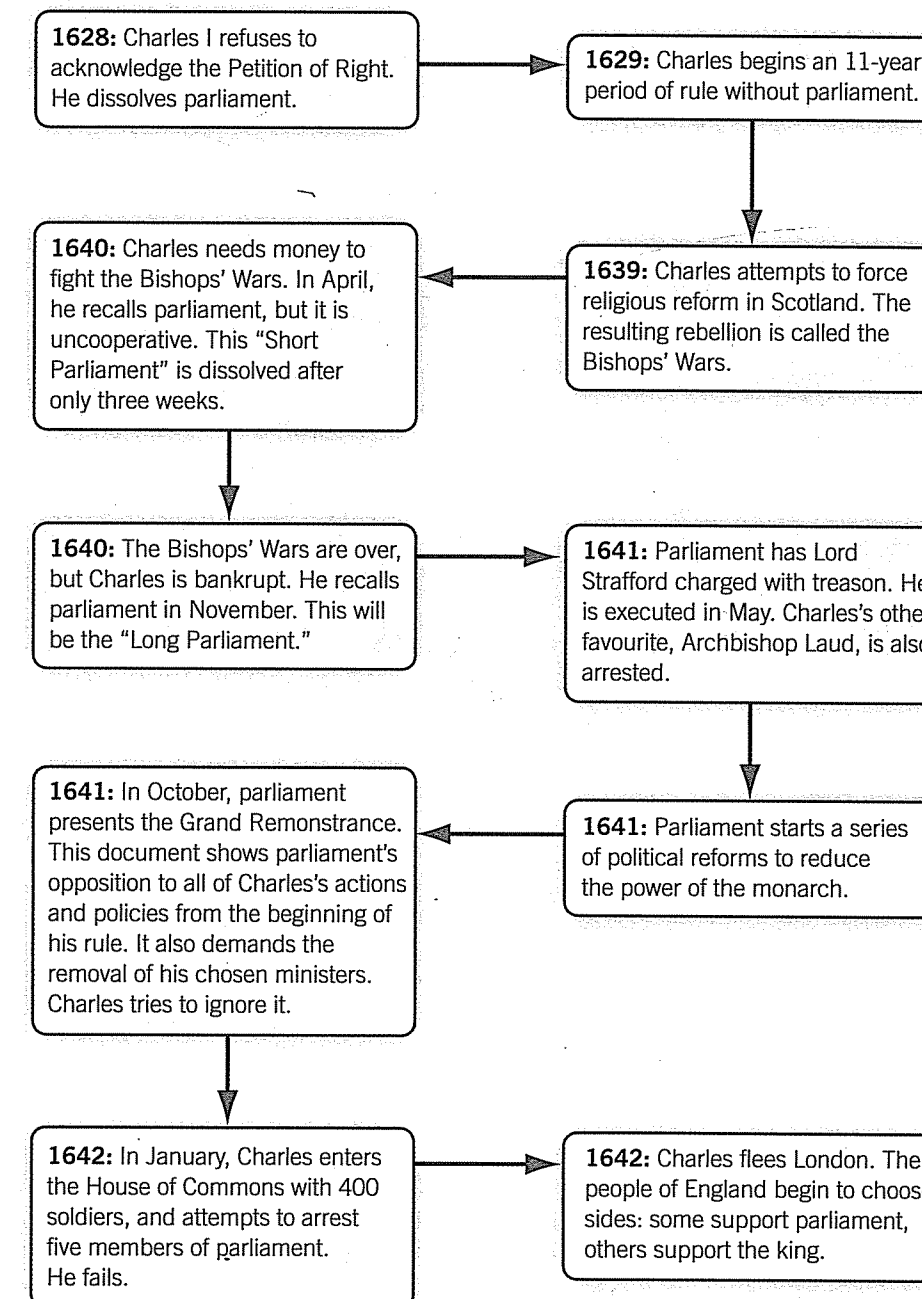 1628: Charles I refuses to
acknowledge the Petition of Right.
He dissolves parliament.
1629: Charles begins an 11-year
period of rule without parliament.
1639: Charles attempts to force
religious reform in Scotland. The
resulting rebellion is called the
Bishops' Wars.
1640: Charles needs money to
fight the Bishops' Wars. In April,
he recalls parliament, but it is
uncooperative. This "Short
Parliament" is dissolved after
only three weeks.
1640: The Bishops' Wars are over,
but Charles is bankrupt. He recalls
parliament in November. This will
be the "Long Parliament."
1641: Parliament has Lord
Strafford charged with treason. He
is executed in May. Charles's othe
favourite, Archbishop Laud, is als
arrested.
1641: Parliament starts a series
of political reforms to reduce
the power of the monarch.
1641: In October, parliament
presents the Grand Remonstrance.
This document shows parliament's
opposition to all of Charles's actions
and policies from the beginning of
his rule. It also demands the
removal of his chosen ministers.
Charles tries to ignore it.
1642: In January, Charles enters
the House of Commons with 400
soldiers, and attempts to arrest
five members of parliament.
He fails.
1642: Charles flees London. The
people of England begin to choos
sides: some support parliament,
others support the king.